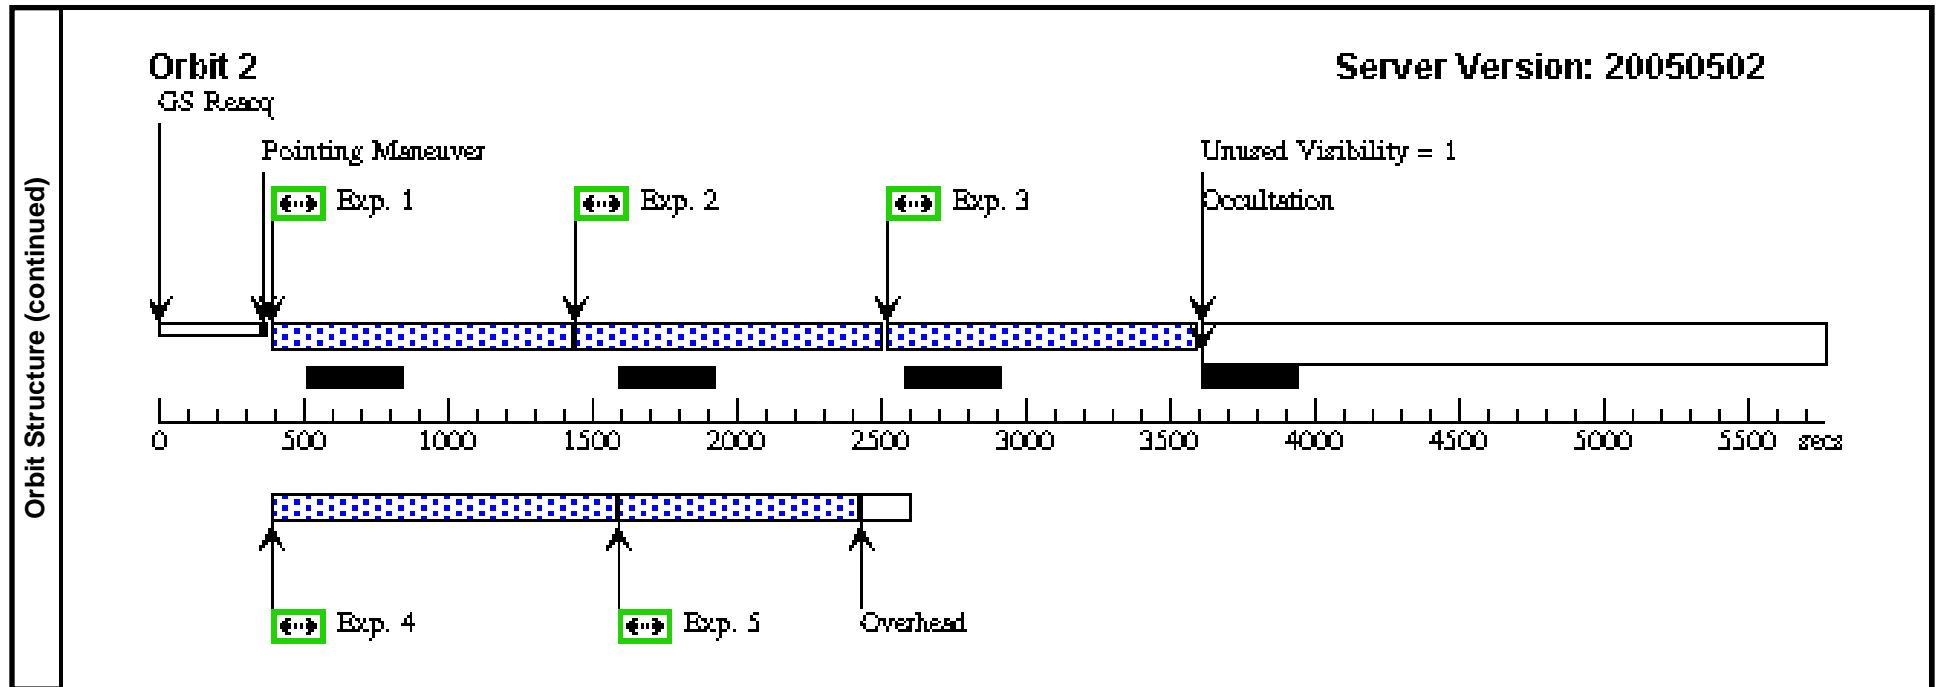 Orbit Structure (continued)
Orbit 2
Server Version: 20050502
GS Reacq
Pointing Maneuver
Unused Visibility = 1
Exp. 1
Exp. 2
Exp. 3
Occultation
0 500 1000 1500 2000 2500 3000 3500 4000 4500 5000 5500 secs
Exp. 4
Exp. 5
Overhead